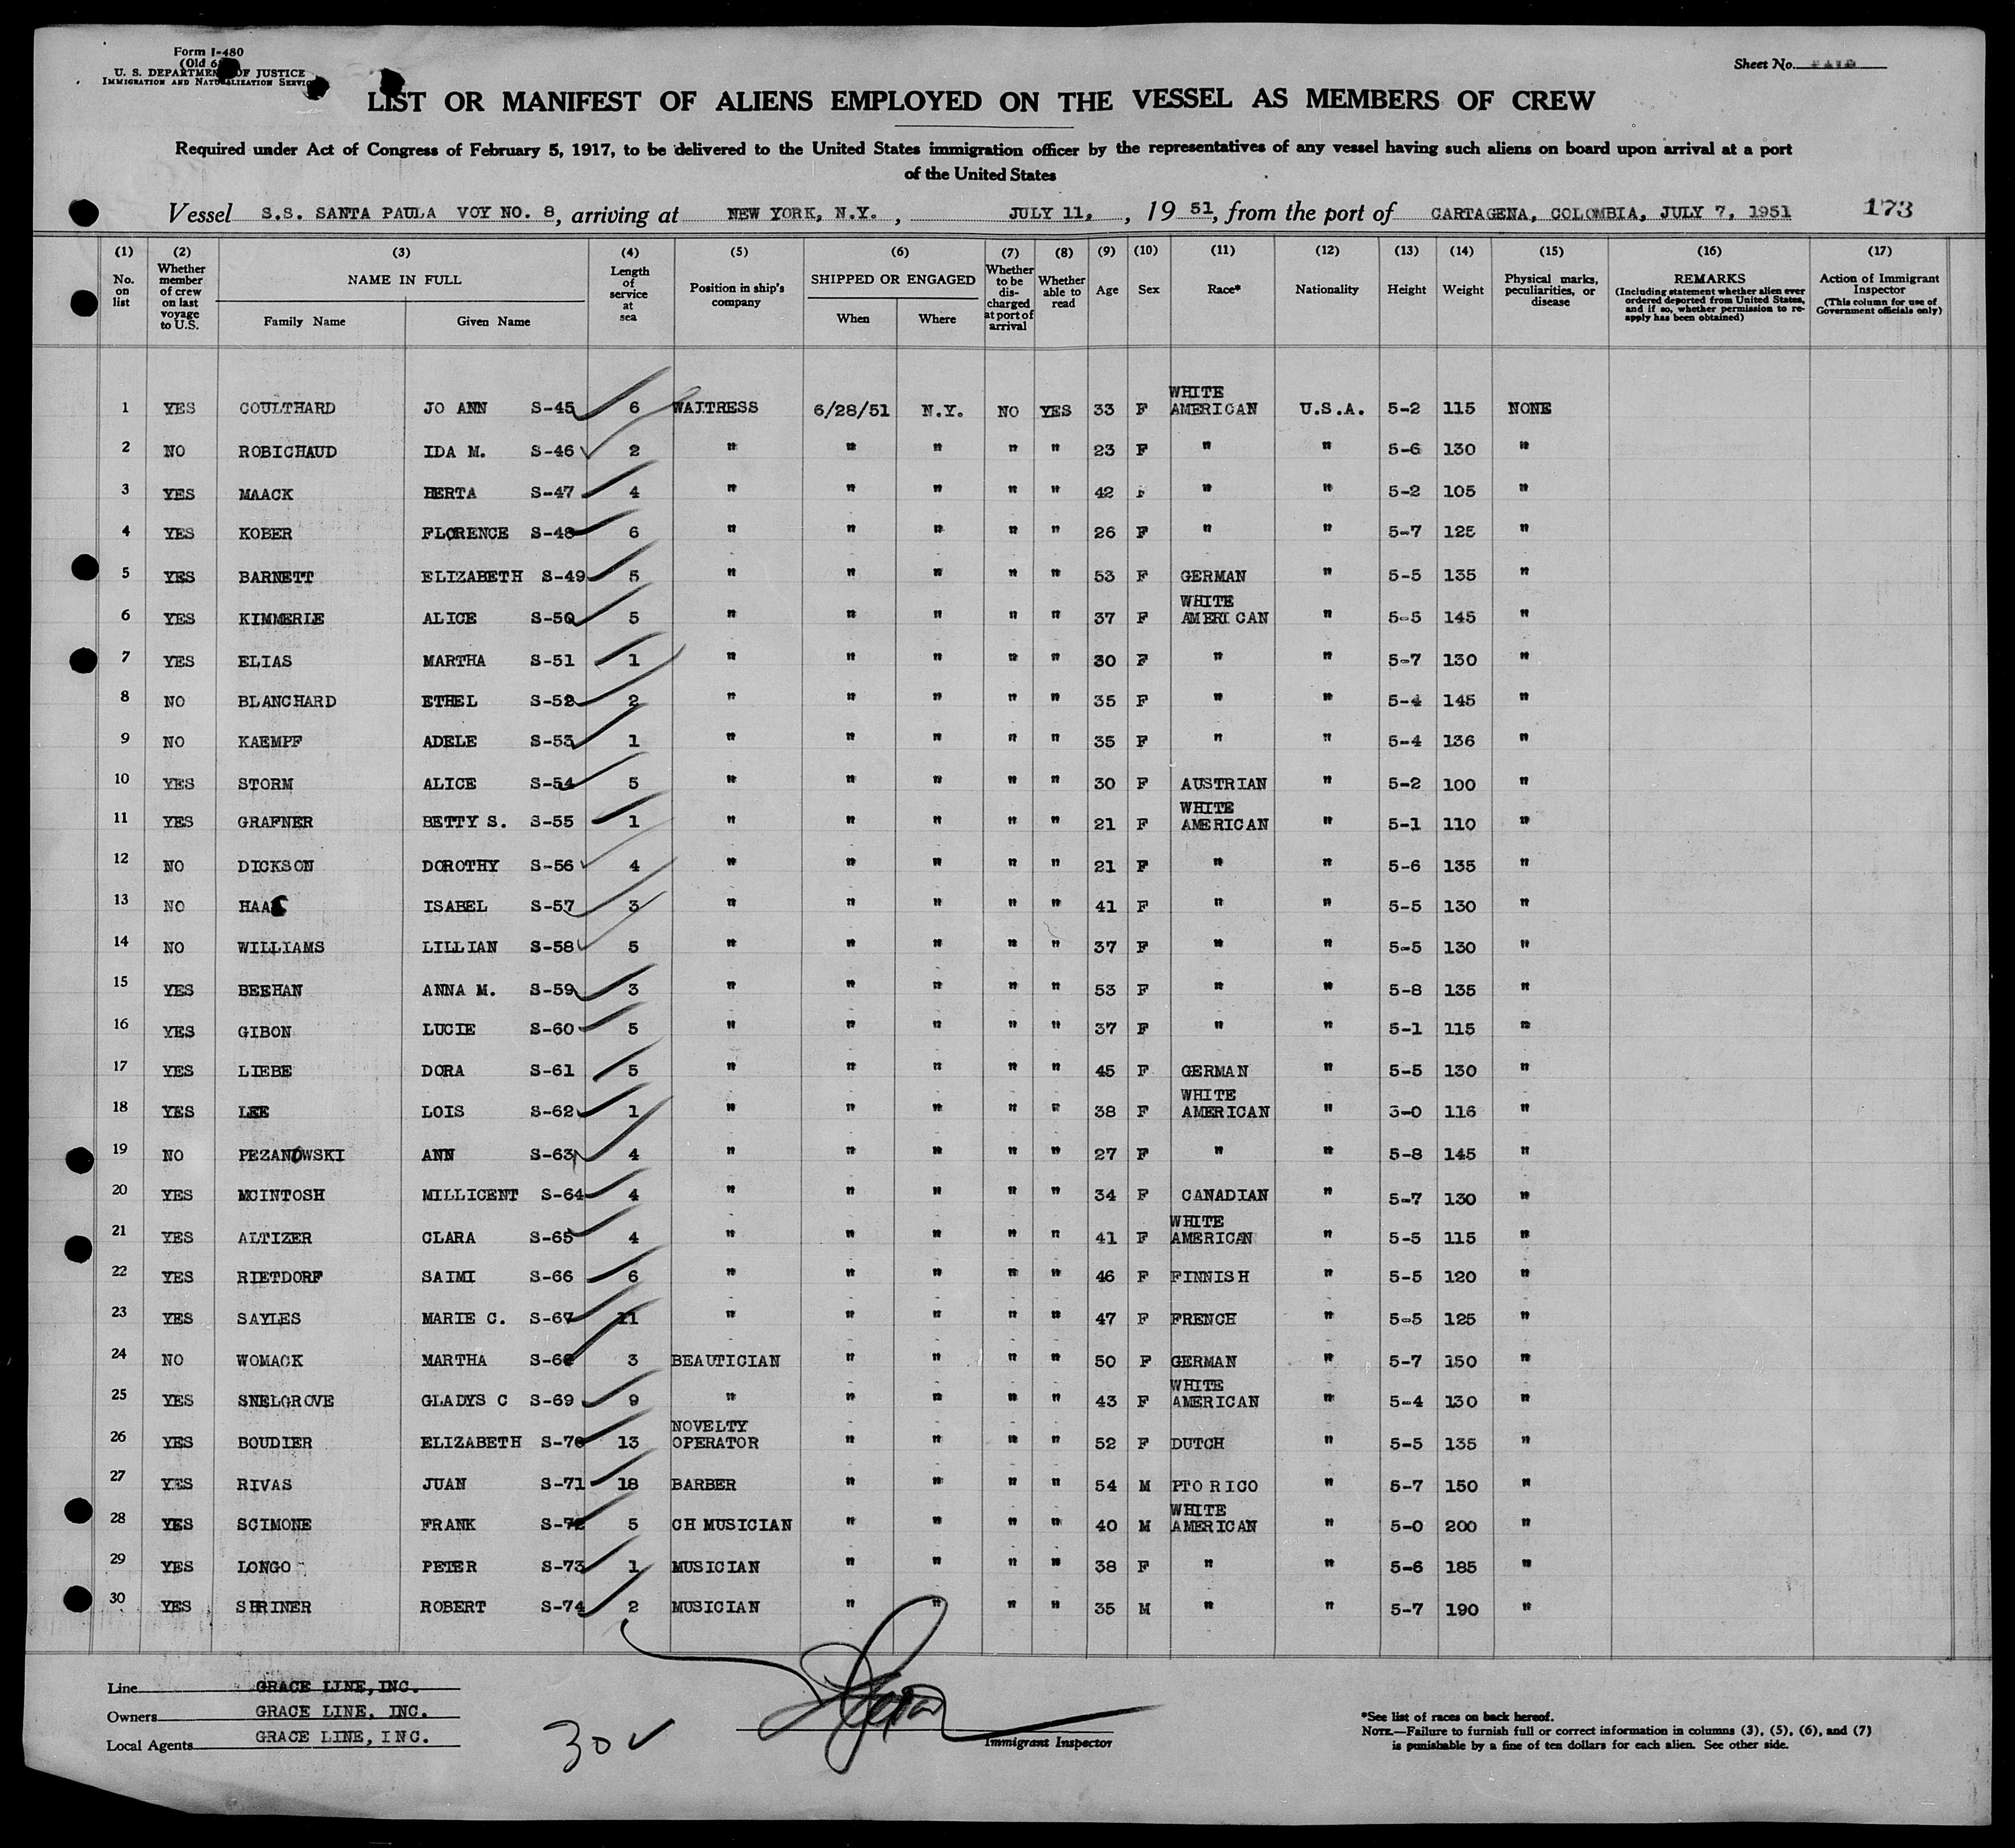 Form I-480
(Old 6
U. S. DEPARTMENT OF JUSTICE
IMMIGRATION AND NATURALIZATION SERVICE
Sheet No.
LIST OR MANIFEST OF ALIENS EMPLOYED ON THE VESSEL AS MEMBERS OF CREW
Required under Act of Congress of February 5, 1917, to be delivered to the United States immigration officer by the representatives of any vessel having such aliens on board upon arrival at a port
of the United States
Vessel S.S. SANTA PAULA VOY NO. 8, arriving at NEW YORK, N.Y. , JULY 11, , 19 51, from the port of CARTAGENA, COLOMBIA, JULY 7, 1951 173
(1) (2) (3) (4) (5) (6) (7) (8) (9) (10) (11) (12) (13) (14) (15) (16) (17)
No. on list
Whether member of crew on last voyage to U.S.
NAME IN FULL
Family Name Given Name
Length of service at sea
Position in ship's company
SHIPPED OR ENGAGED
When Where
Whether to be discharged at port of arrival
Whether able to read
Age Sex Race* Nationality Height Weight
Physical marks, peculiarities, or disease
REMARKS
(Including statement whether alien ever ordered deported from United States, and if so, whether permission to reapply has been obtained)
Action of Immigrant Inspector
(This column for use of Government officials only)
1 YES COULTHARD JO ANN S-45 6 WAITRESS 6/28/51 N.Y. NO YES 33 F WHITE AMERICAN U.S.A. 5-2 115 NONE
2 NO ROBICHAUD IDA M. S-46 2 " " " " " 23 F " " 5-6 130 "
3 YES MAACK BERTA S-47 4 " " " " " 42 F " " 5-2 105 "
4 YES KOBER FLORENCE S-48 6 " " " " " 26 F " " 5-7 125 "
5 YES BARNETT ELIZABETH S-49 5 " " " " " 53 F GERMAN " 5-5 135 "
6 YES KIMMERLE ALICE S-50 5 " " " " " 37 F WHITE AMERICAN " 5-5 145 "
7 YES ELIAS MARTHA S-51 1 " " " " " 30 F " " 5-7 130 "
8 NO BLANCHARD ETHEL S-52 2 " " " " " 35 F " " 5-4 145 "
9 NO KAEMPF ADELE S-53 1 " " " " " 35 F " " 5-4 136 "
10 YES STORM ALICE S-54 5 " " " " " 30 F AUSTRIAN " 5-2 100 "
11 YES GRAFNER BETTY S. S-55 1 " " " " " 21 F WHITE AMERICAN " 5-1 110 "
12 NO DICKSON DOROTHY S-56 4 " " " " " 21 F " " 5-6 135 "
13 NO HAAS ISABEL S-57 3 " " " " " 41 F " " 5-5 130 "
14 NO WILLIAMS LILLIAN S-58 5 " " " " " 37 F " " 5-5 130 "
15 YES BEEHAN ANNA M. S-59 3 " " " " " 53 F " " 5-8 135 "
16 YES GIBON LUCIE S-60 5 " " " " " 37 F " " 5-1 115 "
17 YES LIEBE DORA S-61 5 " " " " " 45 F GERMAN " 5-5 130 "
18 YES LEE LOIS S-62 1 " " " " " 38 F WHITE AMERICAN " 3-0 116 "
19 NO PEZANOWSKI ANN S-63 4 " " " " " 27 F " " 5-8 145 "
20 YES MCINTOSH MILLICENT S-64 4 " " " " " 34 F CANADIAN " 5-7 130 "
21 YES ALTIZER CLARA S-65 4 " " " " " 41 F WHITE AMERICAN " 5-5 115 "
22 YES RIETDORF SAIMI S-66 6 " " " " " 46 F FINNISH " 5-5 120 "
23 YES SAYLES MARIE C. S-67 11 " " " " " 47 F FRENCH " 5-5 125 "
24 NO WOMACK MARTHA S-68 3 BEAUTICIAN " " " " 50 F GERMAN " 5-7 150 "
25 YES SNELGROVE GLADYS C S-69 9 " " " " " 43 F WHITE AMERICAN " 5-4 130 "
26 YES BOUDIER ELIZABETH S-70 13 NOVELTY OPERATOR " " " " 52 F DUTCH " 5-5 135 "
27 YES RIVAS JUAN S-71 18 BARBER " " " " 54 M PTO RICO " 5-7 150 "
28 YES SCIMONE FRANK S-72 5 CH MUSICIAN " " " " 40 M WHITE AMERICAN " 5-0 200 "
29 YES LONGO PETER S-73 1 MUSICIAN " " " " 38 F " " 5-6 185 "
30 YES SHRINER ROBERT S-74 2 MUSICIAN " " " " 35 M " " 5-7 190 "
Line GRACE LINE, INC.
Owners GRACE LINE, INC.
Local Agents GRACE LINE, INC.
30 ✓
Immigrant Inspector
*See list of races on back hereof.
NOTE.—Failure to furnish full or correct information in columns (3), (5), (6), and (7)
is punishable by a fine of ten dollars for each alien. See other side.